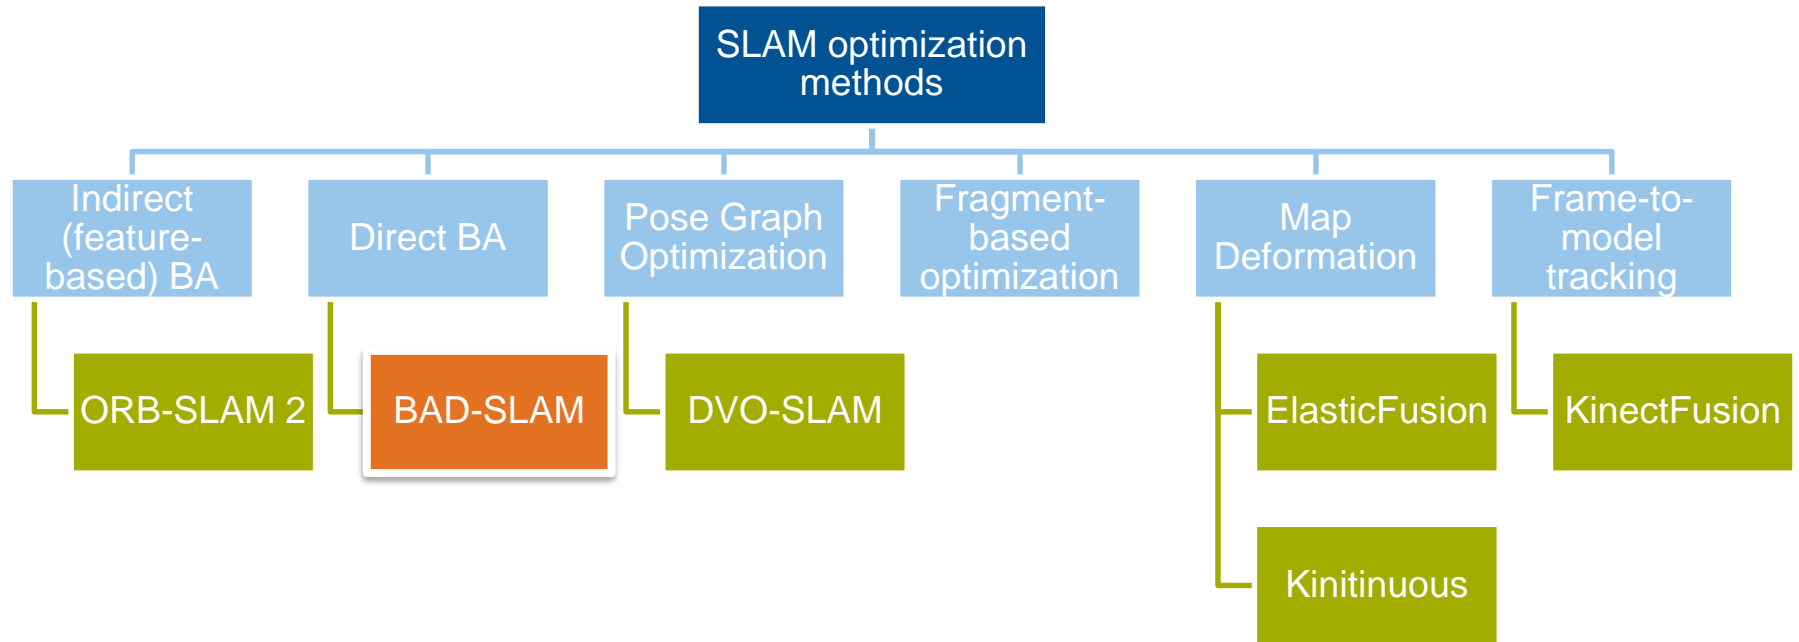 SLAM optimization
methods
Indirect
(feature-
based) BA
Direct BA
Pose Graph
Optimization
Fragment-
based
optimization
Map
Deformation
Frame-to-
model
tracking
ORB-SLAM 2
BAD-SLAM
DVO-SLAM
ElasticFusion
KinectFusion
Kinitinuous